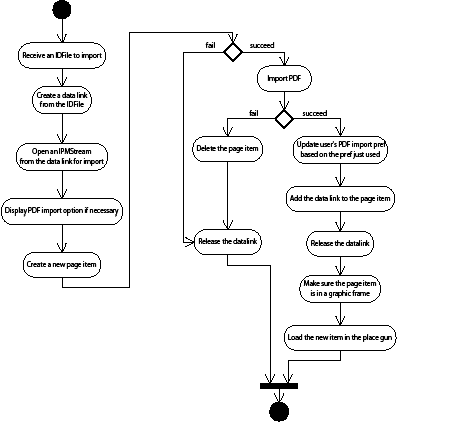 Receive an IDFile to import
Create a data link
from the IDFile
Open an IPMStream
from the data link for import
Display PDF import option if necessary
Create a new page item
fail
succeed
Import PDF
fail
succeed
Delete the page item
Update user's PDF import pref
based on the pref just used
Add the data link to the page item
Release the datalink
Release the datalink
Make sure the page item
is in a graphic frame
Load the new item in the place gun